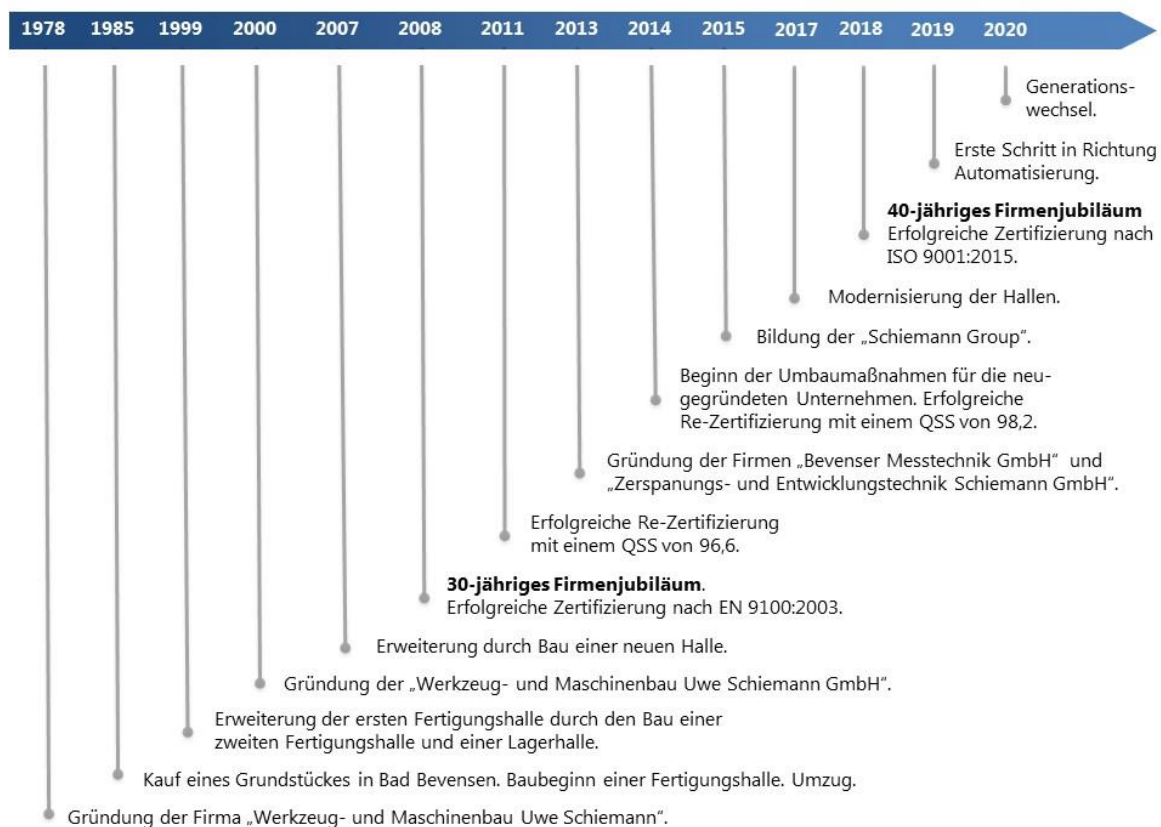 1978 1985 1999 2000 2007 2008 2011 2013 2014 2015 2017 2018 2019 2020
Generations-
wechsel.
Erste Schritt in Richtung
Automatisierung.
40-jähriges Firmenjubiläum
Erfolgreiche Zertifizierung nach
ISO 9001:2015.
Modernisierung der Hallen.
Bildung der „Schiemann Group“.
Beginn der Umbaumaßnahmen für die neu-
gegründeten Unternehmen. Erfolgreiche
Re-Zertifizierung mit einem QSS von 98,2.
Gründung der Firmen „Bevenser Messtechnik GmbH“ und
„Zerspanungs- und Entwicklungstechnik Schiemann GmbH“.
Erfolgreiche Re-Zertifizierung
mit einem QSS von 96,6.
30-jähriges Firmenjubiläum.
Erfolgreiche Zertifizierung nach EN 9100:2003.
Erweiterung durch Bau einer neuen Halle.
Gründung der „Werkzeug- und Maschinenbau Uwe Schiemann GmbH“.
Erweiterung der ersten Fertigungshalle durch den Bau einer
zweiten Fertigungshalle und einer Lagerhalle.
Kauf eines Grundstückes in Bad Bevensen. Baubeginn einer Fertigungshalle. Umzug.
Gründung der Firma „Werkzeug- und Maschinenbau Uwe Schiemann“.